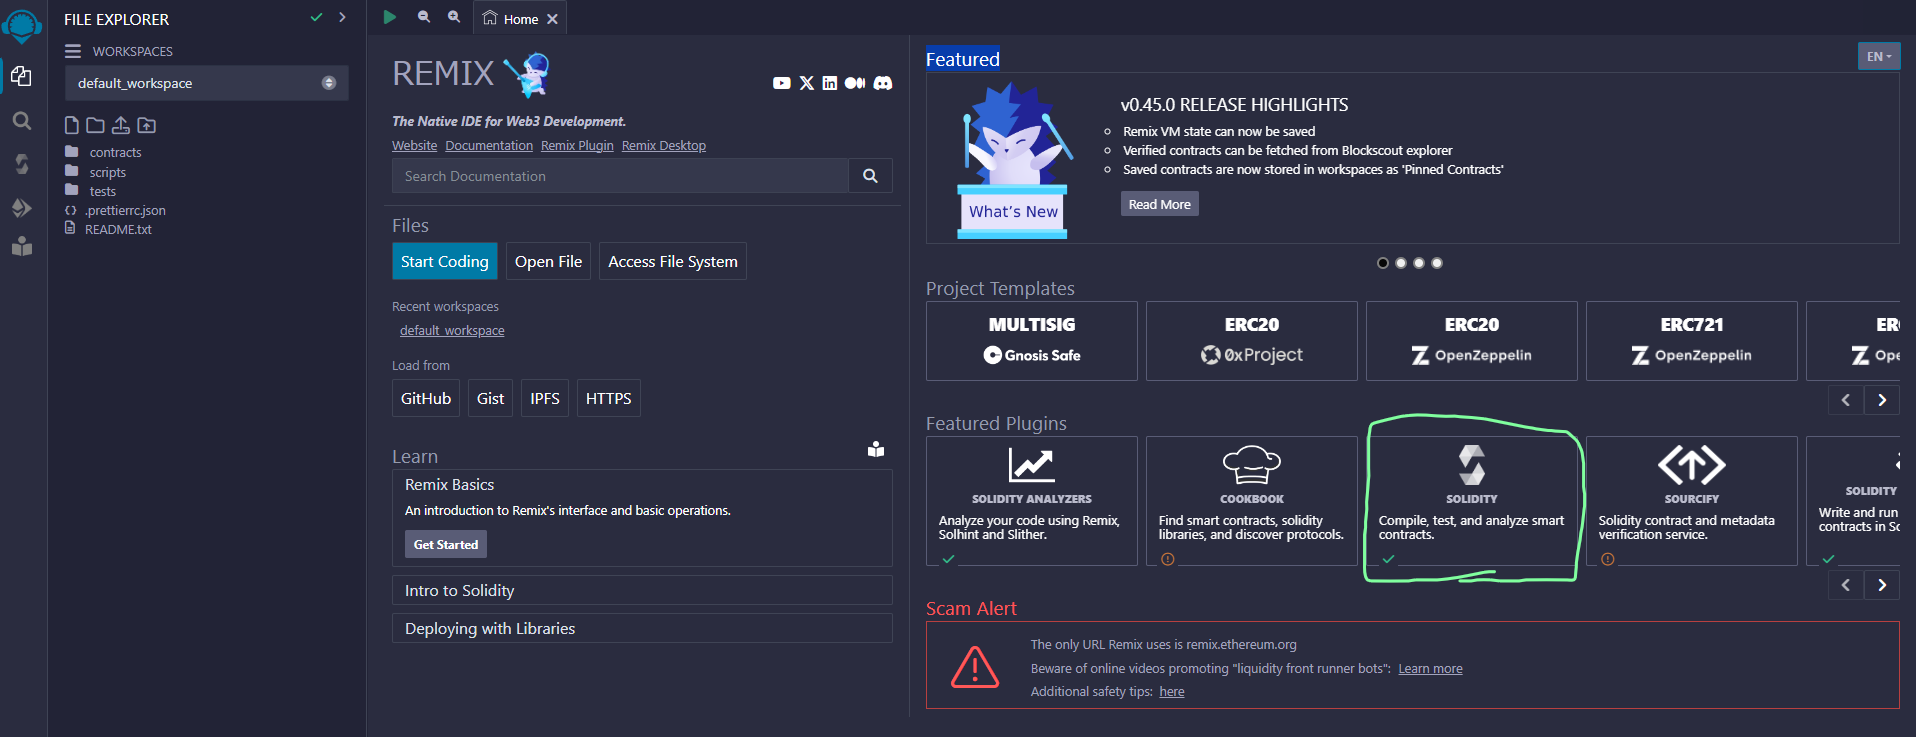 FILE EXPLORER
WORKSPACES
default_workspace
contracts
scripts
tests
.prettierrc.json
README.txt
Home
REMIX
The Native IDE for Web3 Development.
Website Documentation Remix Plugin Remix Desktop
Search Documentation
Files
Start Coding Open File Access File System
Recent workspaces
default_workspace
Load from
GitHub Gist IPFS HTTPS
Learn
Remix Basics
An introduction to Remix's interface and basic operations.
Get Started
Intro to Solidity
Deploying with Libraries
Featured
EN
What's New
v0.45.0 RELEASE HIGHLIGHTS
Remix VM state can now be saved
Verified contracts can be fetched from Blockscout explorer
Saved contracts are now stored in workspaces as 'Pinned Contracts'
Read More
Project Templates
MULTISIG
Gnosis Safe
ERC20
0xProject
ERC20
OpenZeppelin
ERC721
OpenZeppelin
Featured Plugins
SOLIDITY ANALYZERS
Analyze your code using Remix,
Solhint and Slither.
COOKBOOK
Find smart contracts, solidity
libraries, and discover protocols.
SOLIDITY
Compile, test, and analyze smart
contracts.
SOURCIFY
Solidity contract and metadata
verification service.
SOLIDITY
Write and run
contracts in
Scam Alert
The only URL Remix uses is remix.ethereum.org
Beware of online videos promoting "liquidity front runner bots": Learn more
Additional safety tips: here